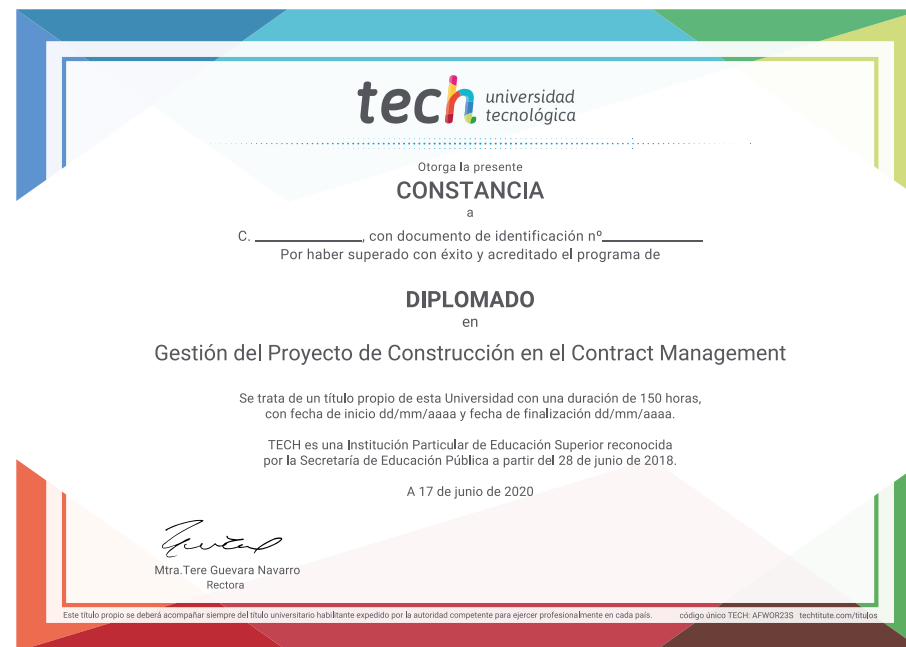 tech universidad
tecnológica
Otorga la presente
CONSTANCIA
a
C. ____________, con documento de identificación nº____________
Por haber superado con éxito y acreditado el programa de
DIPLOMADO
en
Gestión del Proyecto de Construcción en el Contract Management
Se trata de un título propio de esta Universidad con una duración de 150 horas,
con fecha de inicio dd/mm/aaaa y fecha de finalización dd/mm/aaaa.
TECH es una Institución Particular de Educación Superior reconocida
por la Secretaría de Educación Pública a partir del 28 de junio de 2018.
A 17 de junio de 2020
Mtra.Tere Guevara Navarro
Rectora
Este título propio se deberá acompañar siempre del título universitario habilitante expedido por la autoridad competente para ejercer profesionalmente en cada país. código único TECH: AFWOR23S techtitute.com/titulos